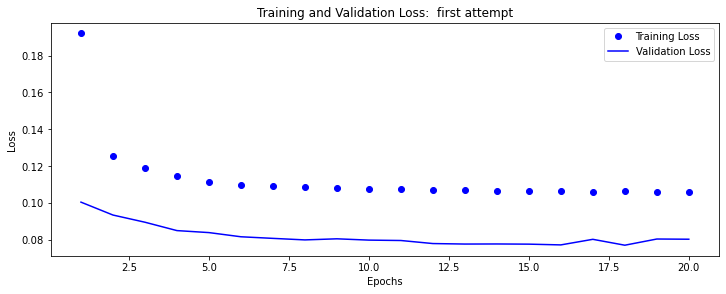 Training and Validation Loss:  first attempt
Training Loss
Validation Loss
0.18
0.16
0.14
0.12
0.10
0.08
Loss
2.5 5.0 7.5 10.0 12.5 15.0 17.5 20.0
Epochs